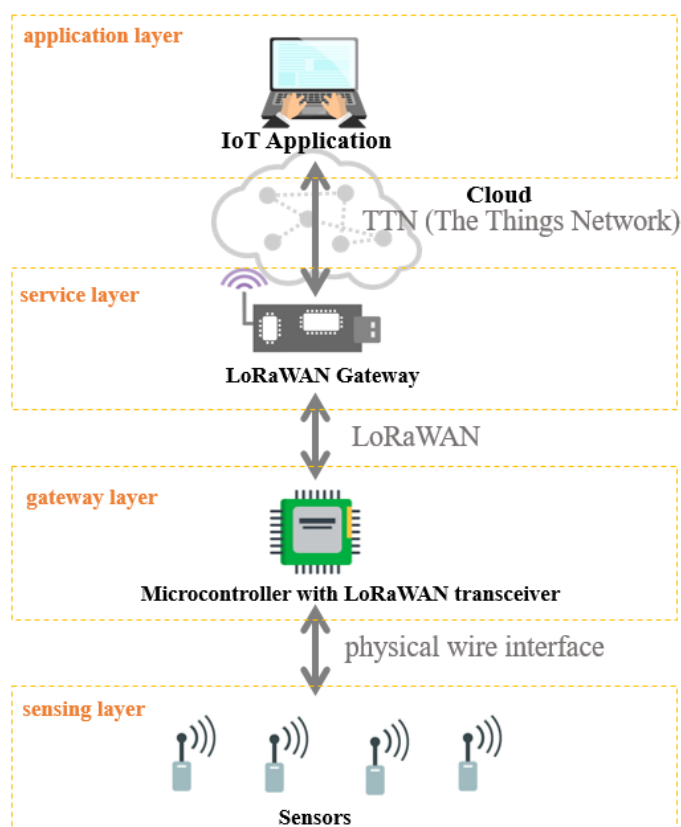 application layer
IoT Application
Cloud
TTN (The Things Network)
service layer
LoRaWAN Gateway
LoRaWAN
gateway layer
Microcontroller with LoRaWAN transceiver
physical wire interface
sensing layer
Sensors